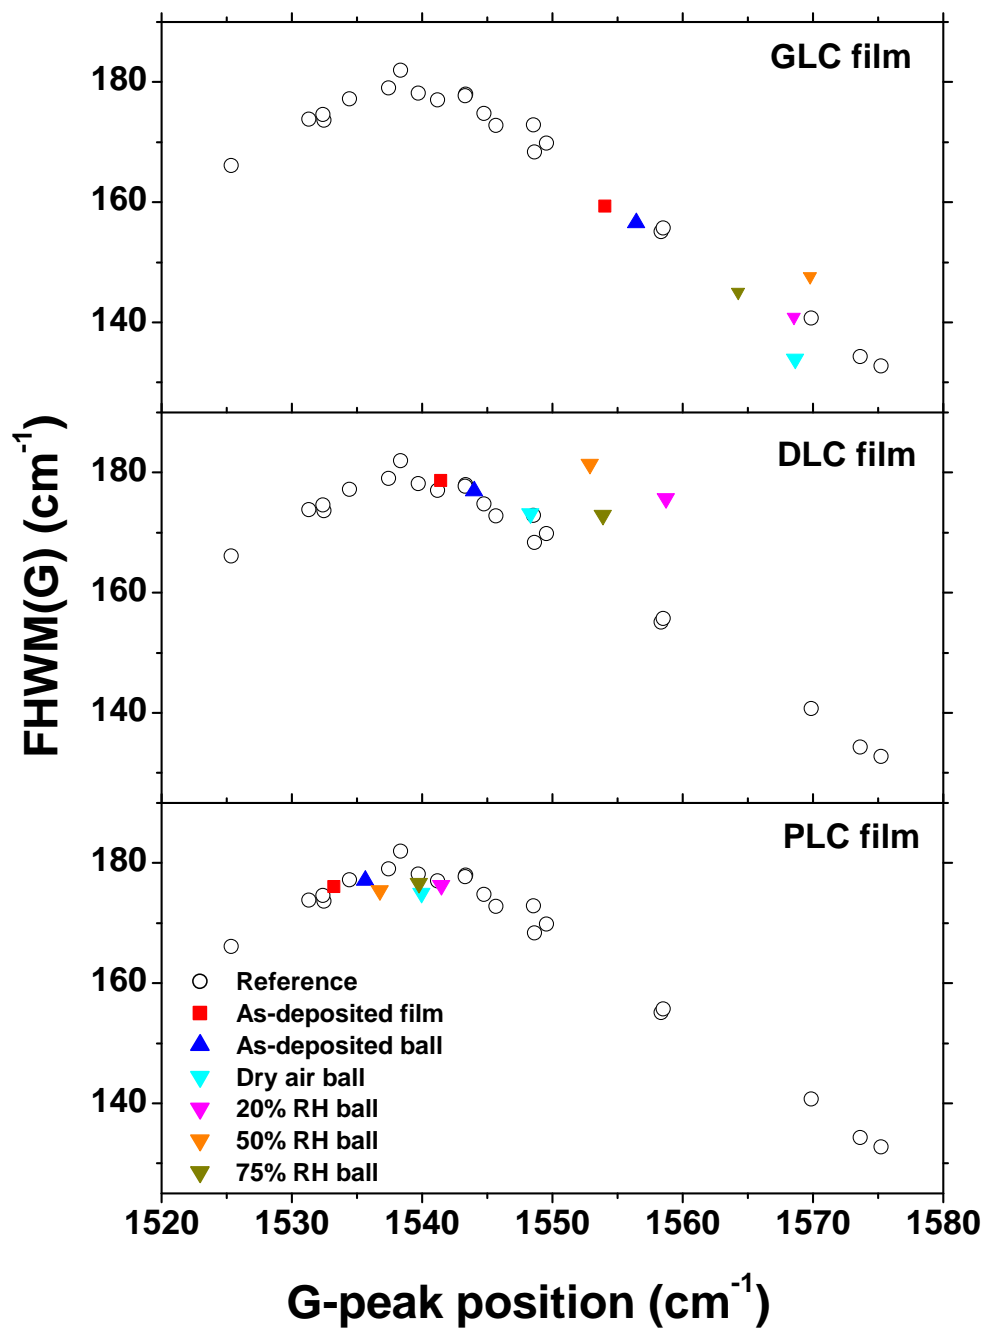 GLC film
180
160
140
DLC film
180
160
140
FHWM(G) (cm-1)
PLC film
180
160
140
Reference
As-deposited film
As-deposited ball
Dry air ball
20% RH ball
50% RH ball
75% RH ball
1520 1530 1540 1550 1560 1570 1580
G-peak position (cm-1)